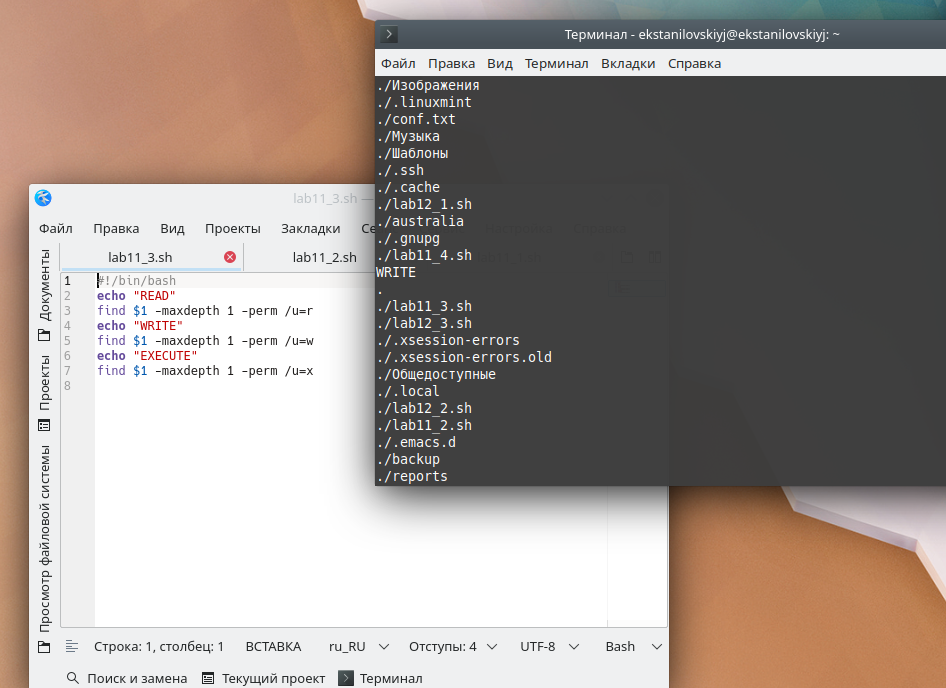 Терминал - ekstanilovskiyj@ekstanilovskiyj: ~
Файл Правка Вид Терминал Вкладки Справка
./Изображения
./.linuxmint
./conf.txt
./Музыка
./Шаблоны
./.ssh
./.cache
./lab12_1.sh
./australia
./.gnupg
./lab11_4.sh
WRITE
.
./lab11_3.sh
./lab12_3.sh
./.xsession-errors
./.xsession-errors.old
./Общедоступные
./.local
./lab12_2.sh
./lab11_2.sh
./.emacs.d
./backup
./reports
lab11_3.sh —
Файл Правка Вид Проекты Закладки Се
lab11_3.sh lab11_2.sh
Документы
Проекты
Просмотр файловой системы
1 #!/bin/bash
2 echo "READ"
3 find $1 -maxdepth 1 -perm /u=r
4 echo "WRITE"
5 find $1 -maxdepth 1 -perm /u=w
6 echo "EXECUTE"
7 find $1 -maxdepth 1 -perm /u=x
8
Строка: 1, столбец: 1 ВСТАВКА ru_RU Отступы: 4 UTF-8 Bash
Поиск и замена Текущий проект Терминал